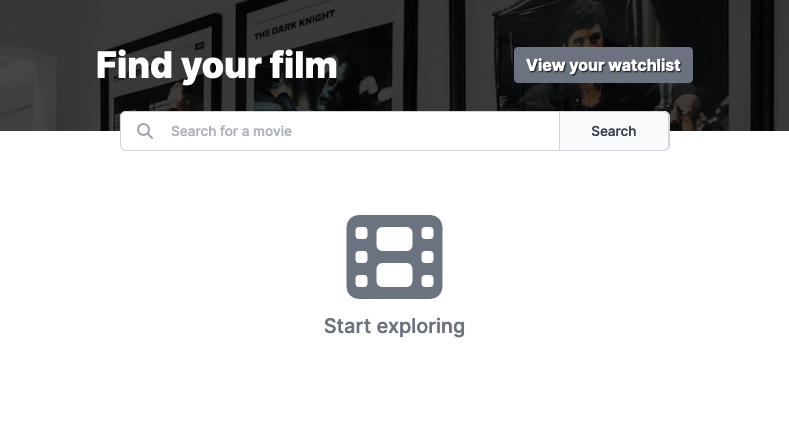 THE DARK KNIGHT
Find your film
View your watchlist
Search for a movie
Search
Start exploring